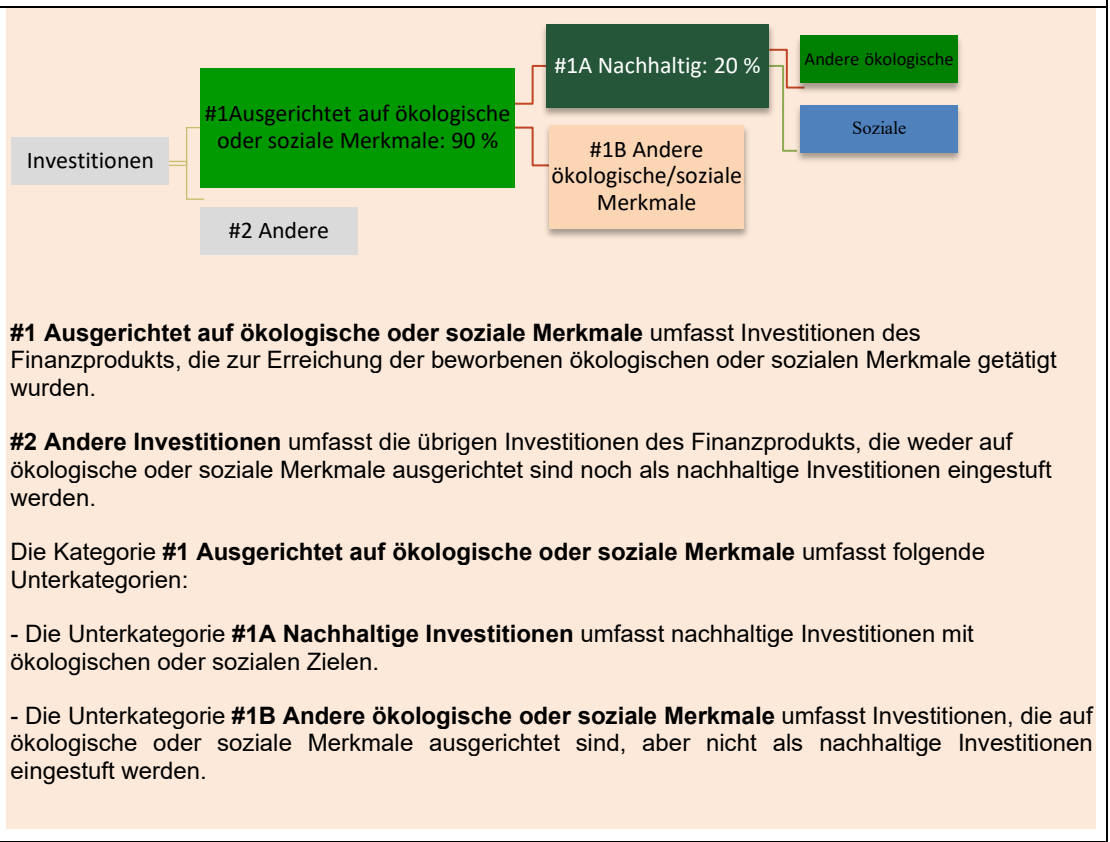 Investitionen
#1Ausgerichtet auf ökologische
oder soziale Merkmale: 90 %
#2 Andere
#1A Nachhaltig: 20 %
#1B Andere
ökologische/soziale
Merkmale
Andere ökologische
Soziale
#1 Ausgerichtet auf ökologische oder soziale Merkmale umfasst Investitionen des
Finanzprodukts, die zur Erreichung der beworbenen ökologischen oder sozialen Merkmale getätigt
wurden.
#2 Andere Investitionen umfasst die übrigen Investitionen des Finanzprodukts, die weder auf
ökologische oder soziale Merkmale ausgerichtet sind noch als nachhaltige Investitionen eingestuft
werden.
Die Kategorie #1 Ausgerichtet auf ökologische oder soziale Merkmale umfasst folgende
Unterkategorien:
- Die Unterkategorie #1A Nachhaltige Investitionen umfasst nachhaltige Investitionen mit
ökologischen oder sozialen Zielen.
- Die Unterkategorie #1B Andere ökologische oder soziale Merkmale umfasst Investitionen, die auf
ökologische oder soziale Merkmale ausgerichtet sind, aber nicht als nachhaltige Investitionen
eingestuft werden.